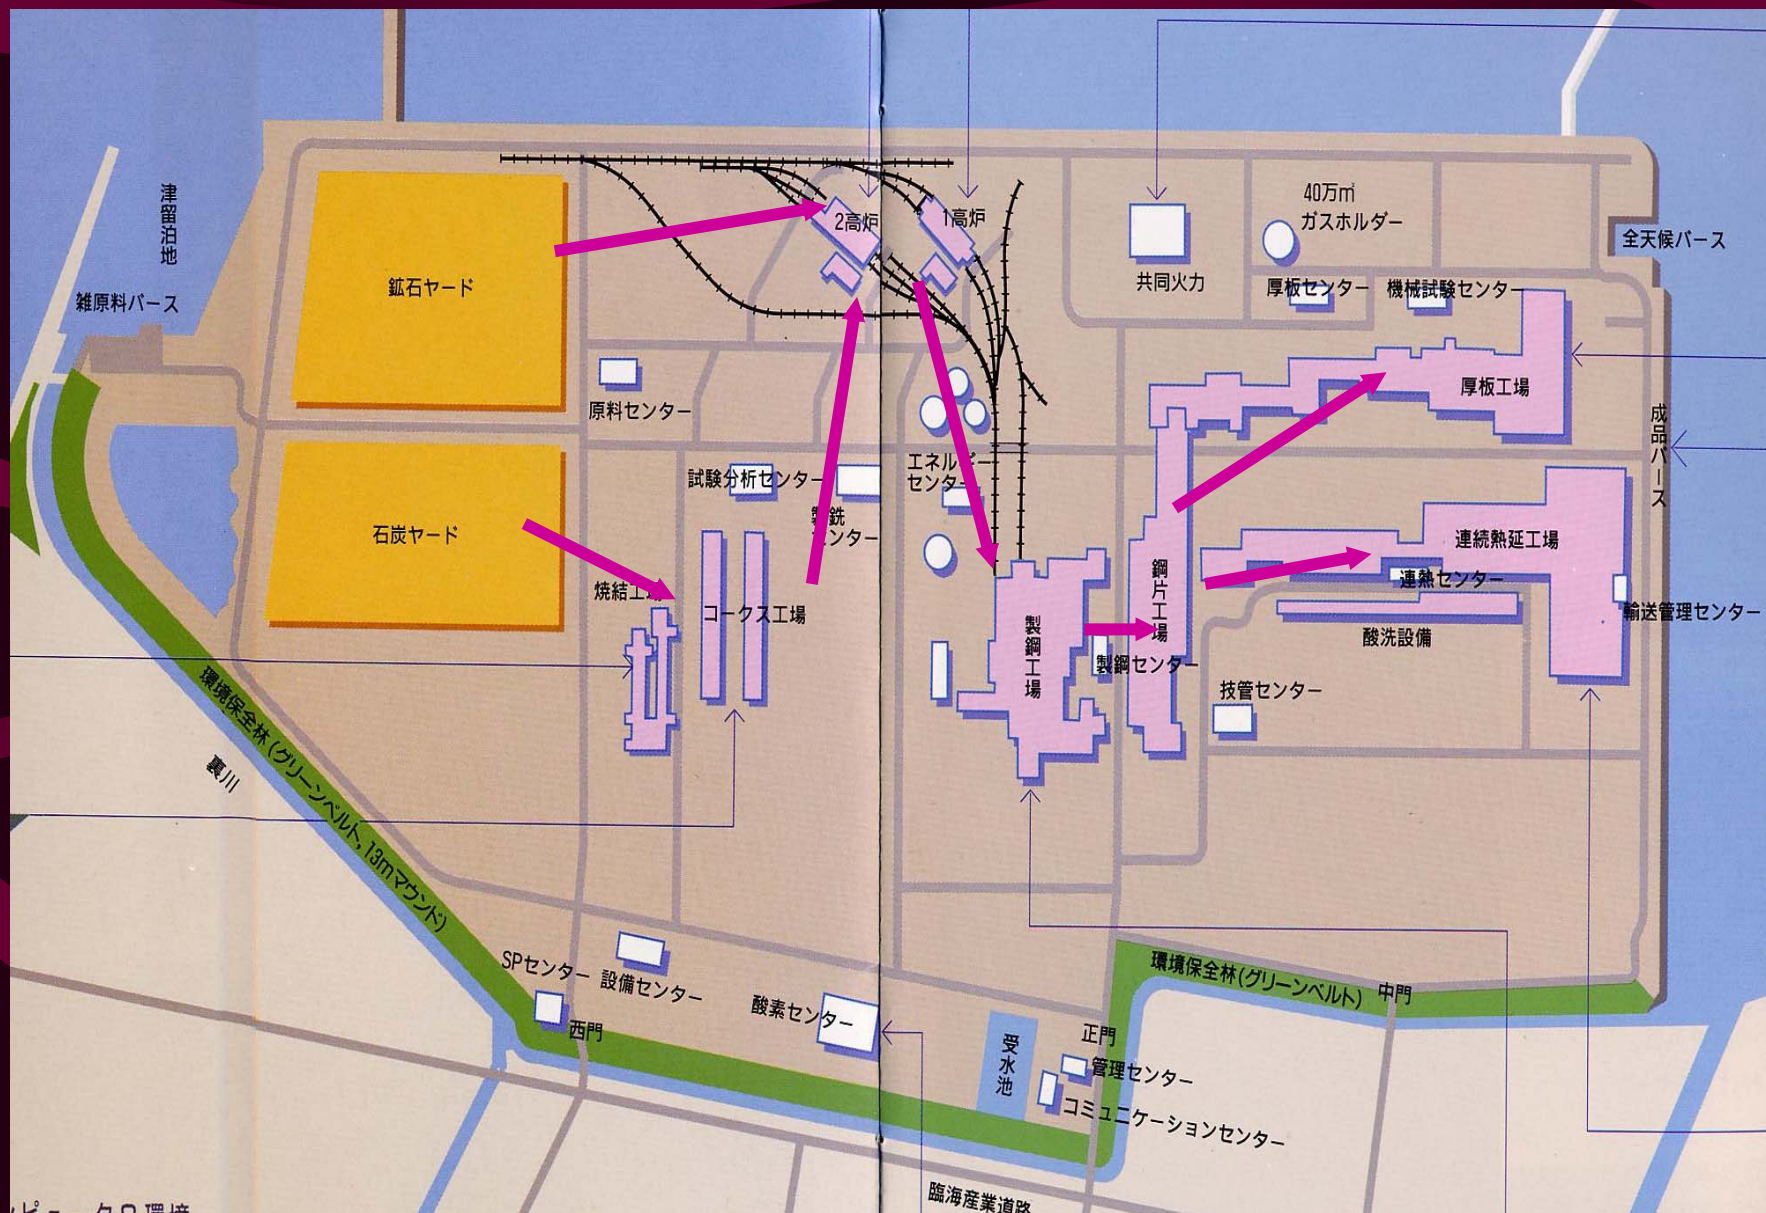 津留泊地
雑原料バース
鉱石ヤード
石炭ヤード
2高炉
1高炉
40万㎥
ガスホルダー
共同火力
厚板センター
機械試験センター
全天候バース
厚板工場
成品バース
原料センター
試験分析センター
製銑
センター
エネルギー
センター
焼結工場
コークス工場
製鋼工場
鋼片工場
製鋼センター
連続熱延工場
連熱センター
輸送管理センター
酸洗設備
技管センター
環境保全林(グリーンベルト,13mマウンド)
裏川
SPセンター
設備センター
西門
酸素センター
受水池
正門
管理センター
コミュニケーションセンター
環境保全林(グリーンベルト)
中門
臨海産業道路